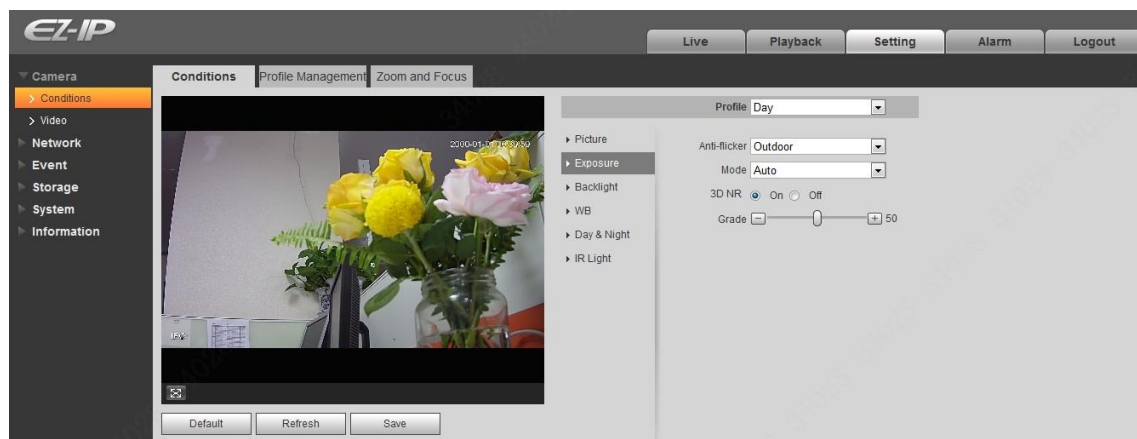 EZ-IP
Live
Playback
Setting
Alarm
Logout
Camera
Conditions
Video
Network
Event
Storage
System
Information
Conditions
Profile Management
Zoom and Focus
Default
Refresh
Save
Picture
Exposure
Backlight
WB
Day & Night
IR Light
Profile Day
Anti-flicker Outdoor
Mode Auto
3D NR On Off
Grade 50